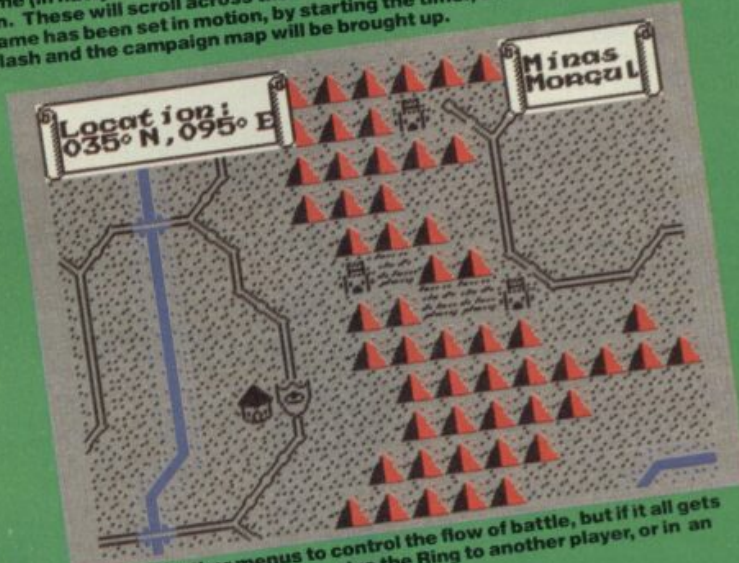 n. These will scroll across
ame has been set in motion, by starting the
lash and the campaign map will be brought up.
Location:
035° N, 095° E
Minas
Morgul
menus to control the flow of battle, but if it all gets
the Ring to another player, or in an